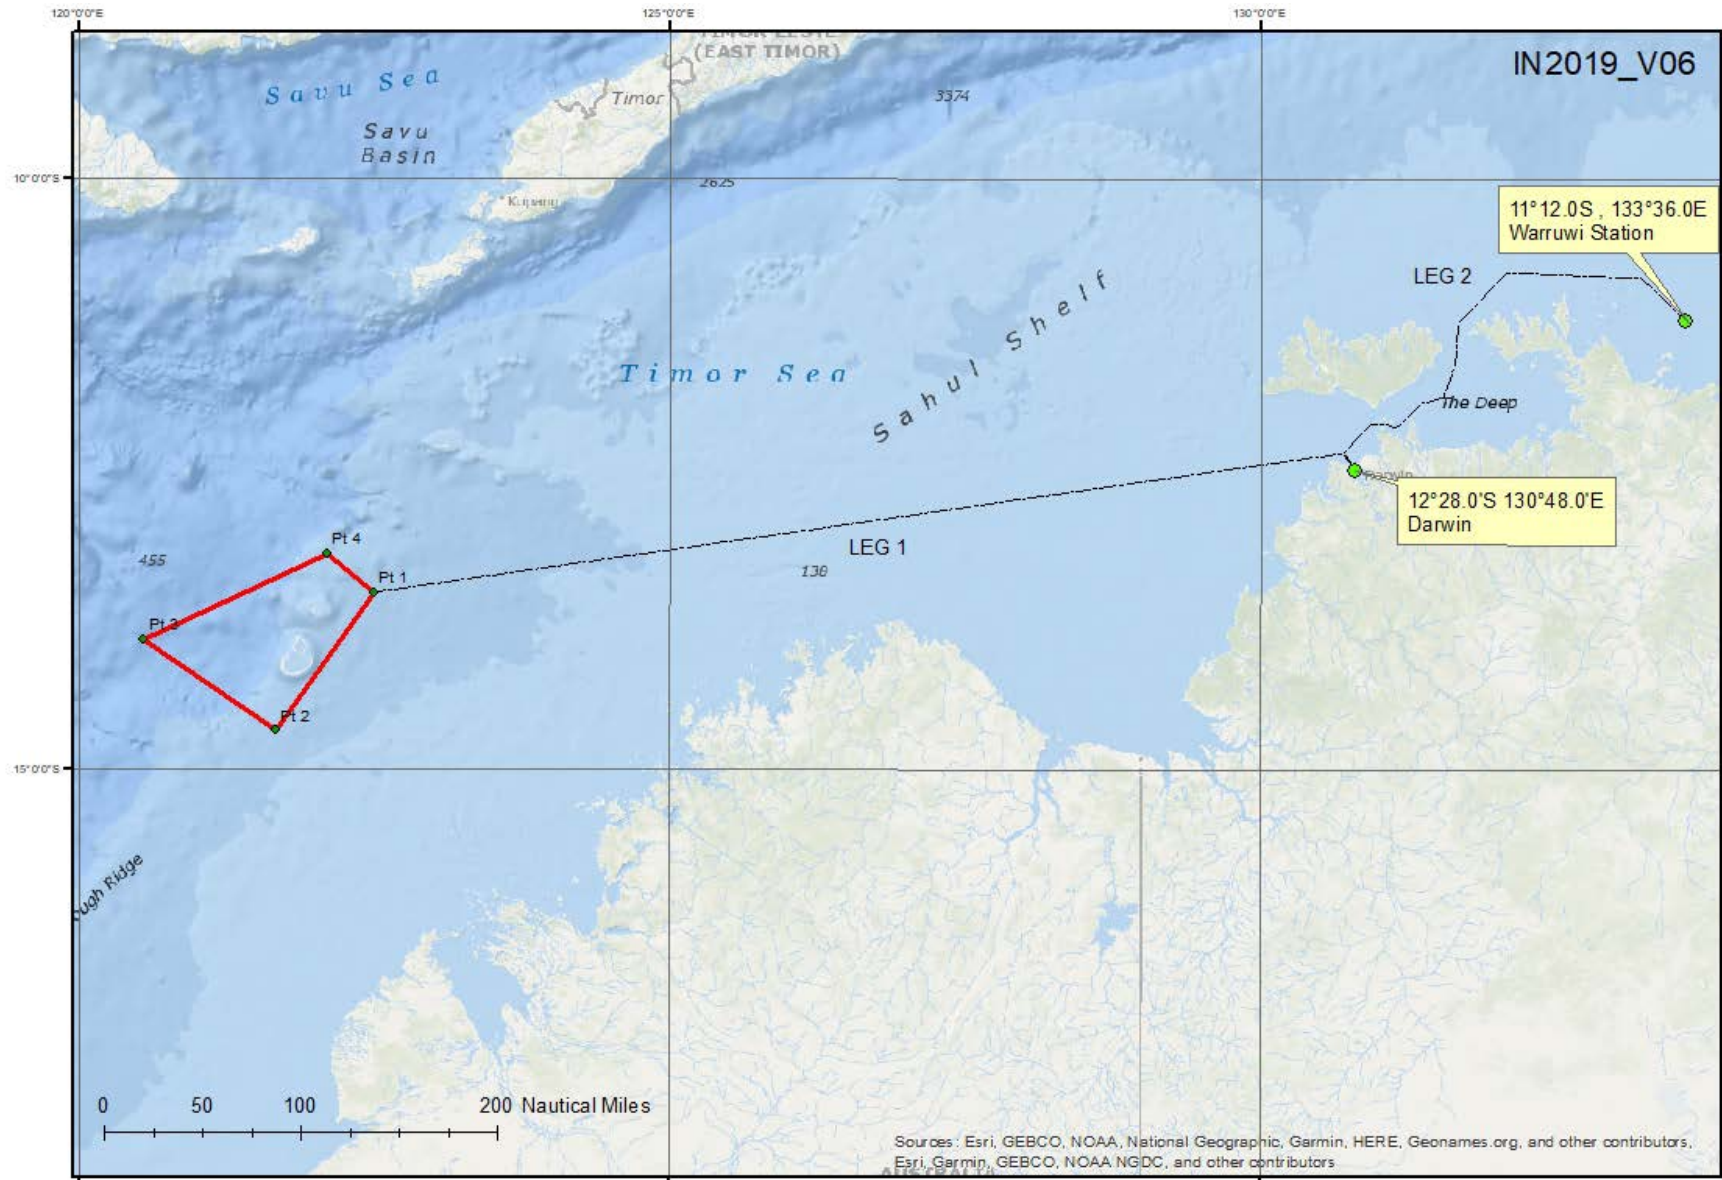 120°0'0"E
125°0'0"E
130°0'0"E
(EAST TIMOR)
IN2019_V06
Savu Sea
Timor
3374
Savu
Basin
10°0'0"S
2625
Kupang
11°12.0S , 133°36.0E
Warruwi Station
LEG 2
Sahul Shelf
Timor Sea
The Deep
12°28.0'S 130°48.0'E
Darwin
Pt 4
LEG 1
455
138
Pt 1
Pt 3
Pt 2
15°0'0"S
ough Ridge
0 50 100 200 Nautical Miles
Sources: Esri, GEBCO, NOAA, National Geographic, Garmin, HERE, Geonames.org, and other contributors,
Esri, Garmin, GEBCO, NOAA NGDC, and other contributors